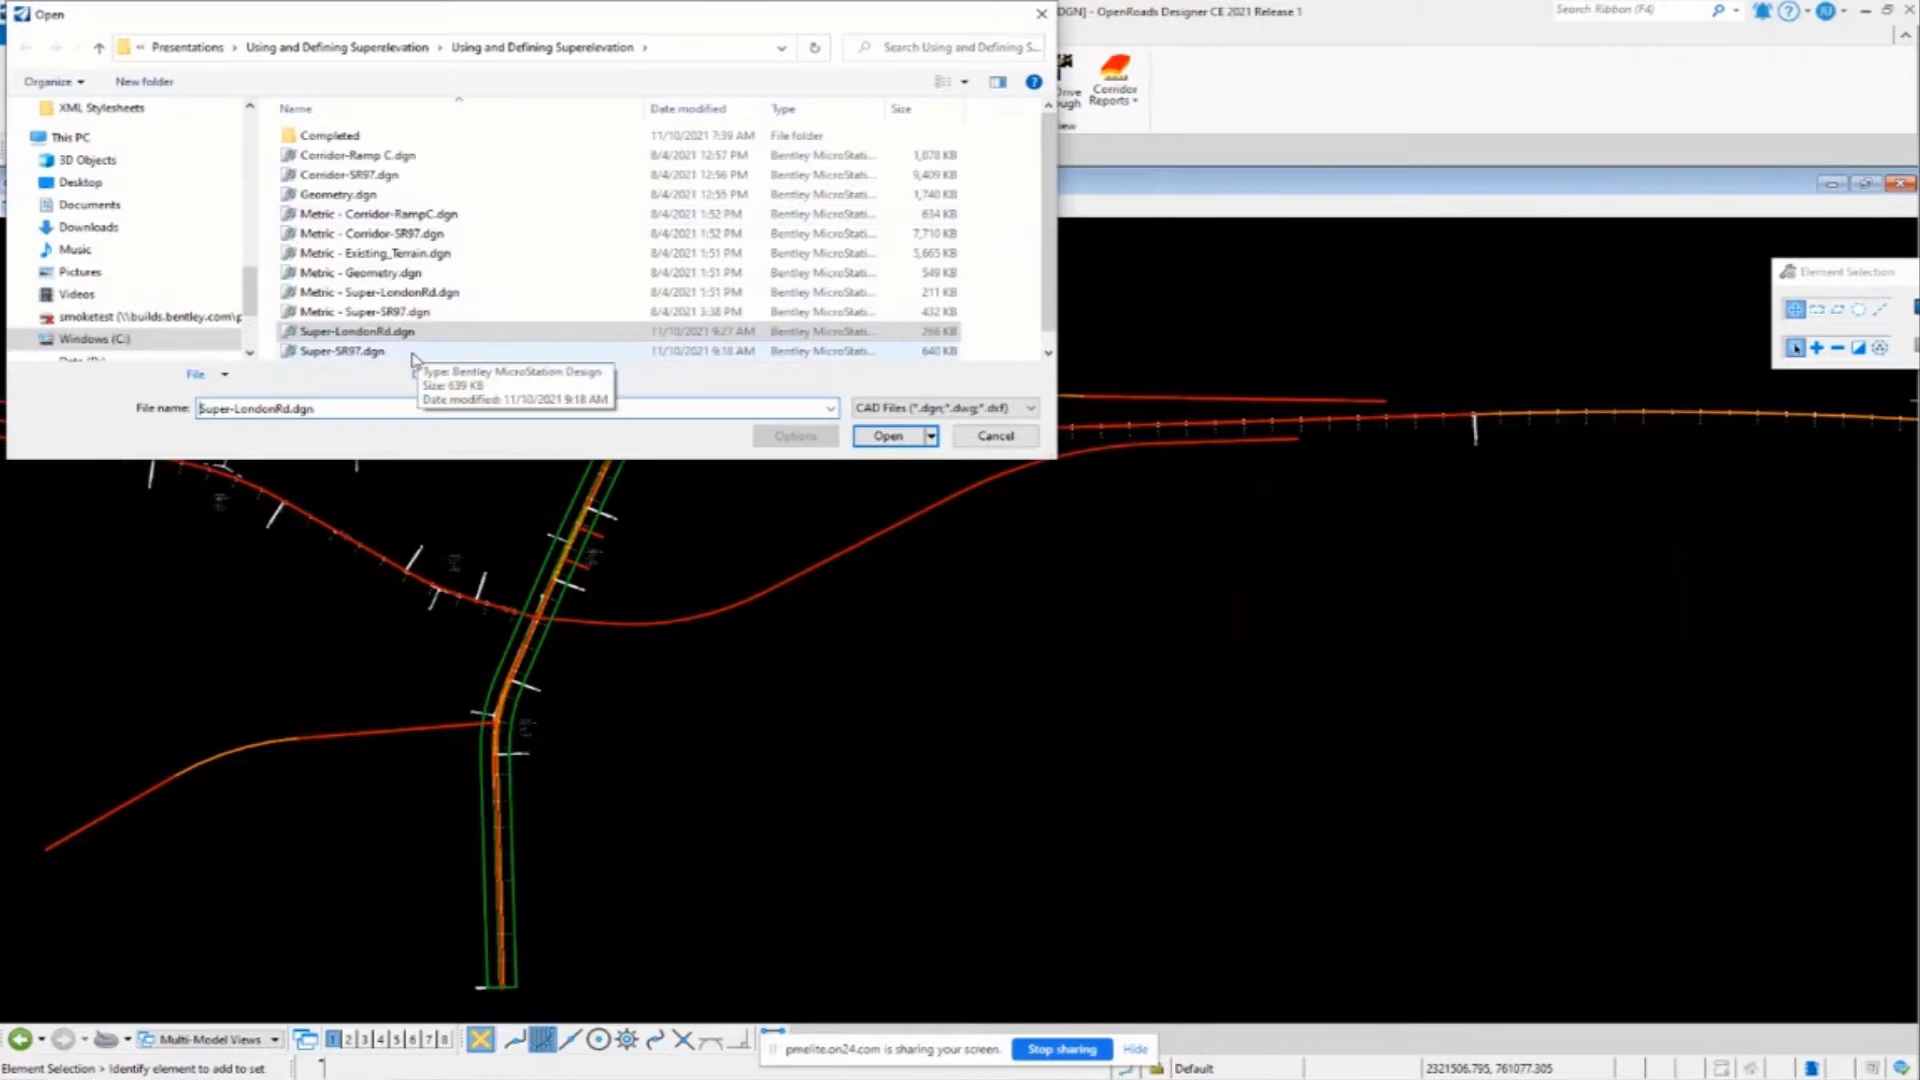 Open
DGN] - OpenRoads Designer CE 2021 Release 1
Search Ribbon (F4)
« Presentations › Using and Defining Superelevation › Using and Defining Superelevation ›
Search Using and Defining S...
Organize
New folder
Corridor
Reports
XML Stylesheets
This PC
3D Objects
Desktop
Documents
Downloads
Music
Pictures
Videos
smoketest (\\builds.bentley.com\p
Windows (C:)
Name Date modified Type Size
Completed 11/10/2021 7:39 AM File folder
Corridor-Ramp C.dgn 8/4/2021 12:57 PM Bentley MicroStati... 1,078 KB
Corridor-SR97.dgn 8/4/2021 12:56 PM Bentley MicroStati... 9,409 KB
Geometry.dgn 8/4/2021 12:55 PM Bentley MicroStati... 1,740 KB
Metric - Corridor-RampC.dgn 8/4/2021 1:52 PM Bentley MicroStati... 634 KB
Metric - Corridor-SR97.dgn 8/4/2021 1:52 PM Bentley MicroStati... 7,710 KB
Metric - Existing_Terrain.dgn 8/4/2021 1:51 PM Bentley MicroStati... 5,665 KB
Metric - Geometry.dgn 8/4/2021 1:51 PM Bentley MicroStati... 549 KB
Metric - Super-LondonRd.dgn 8/4/2021 1:51 PM Bentley MicroStati... 211 KB
Metric - Super-SR97.dgn 8/4/2021 3:38 PM Bentley MicroStati... 432 KB
Super-LondonRd.dgn 11/10/2021 9:27 AM Bentley MicroStati... 266 KB
Super-SR97.dgn 11/10/2021 9:18 AM Bentley MicroStati... 640 KB
File
Type: Bentley MicroStation Design
Size: 639 KB
Date modified: 11/10/2021 9:18 AM
File name: Super-LondonRd.dgn
CAD Files (*.dgn;*.dwg;*.dxf)
Options Open Cancel
Element Selection
Multi-Model Views
1 2 3 4 5 6 7 8
pmelite.on24.com is sharing your screen.
Stop sharing
Hide
Element Selection > Identify element to add to set
Default
2321506.795, 761077.305